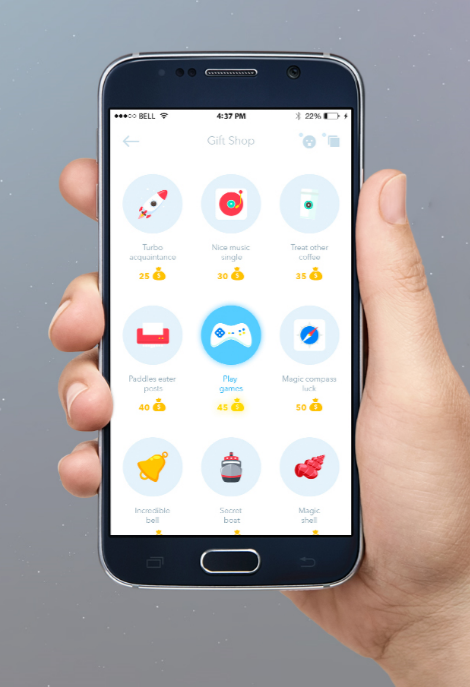 BELL 4:37 PM 22%
Gift Shop
Turbo
acquaintance
Nice music
single
Treat other
coffee
25
30
35
Paddles eater
posts
Play
games
Magic compass
luck
40
45
50
Incredible
bell
Secret
boat
Magic
shell